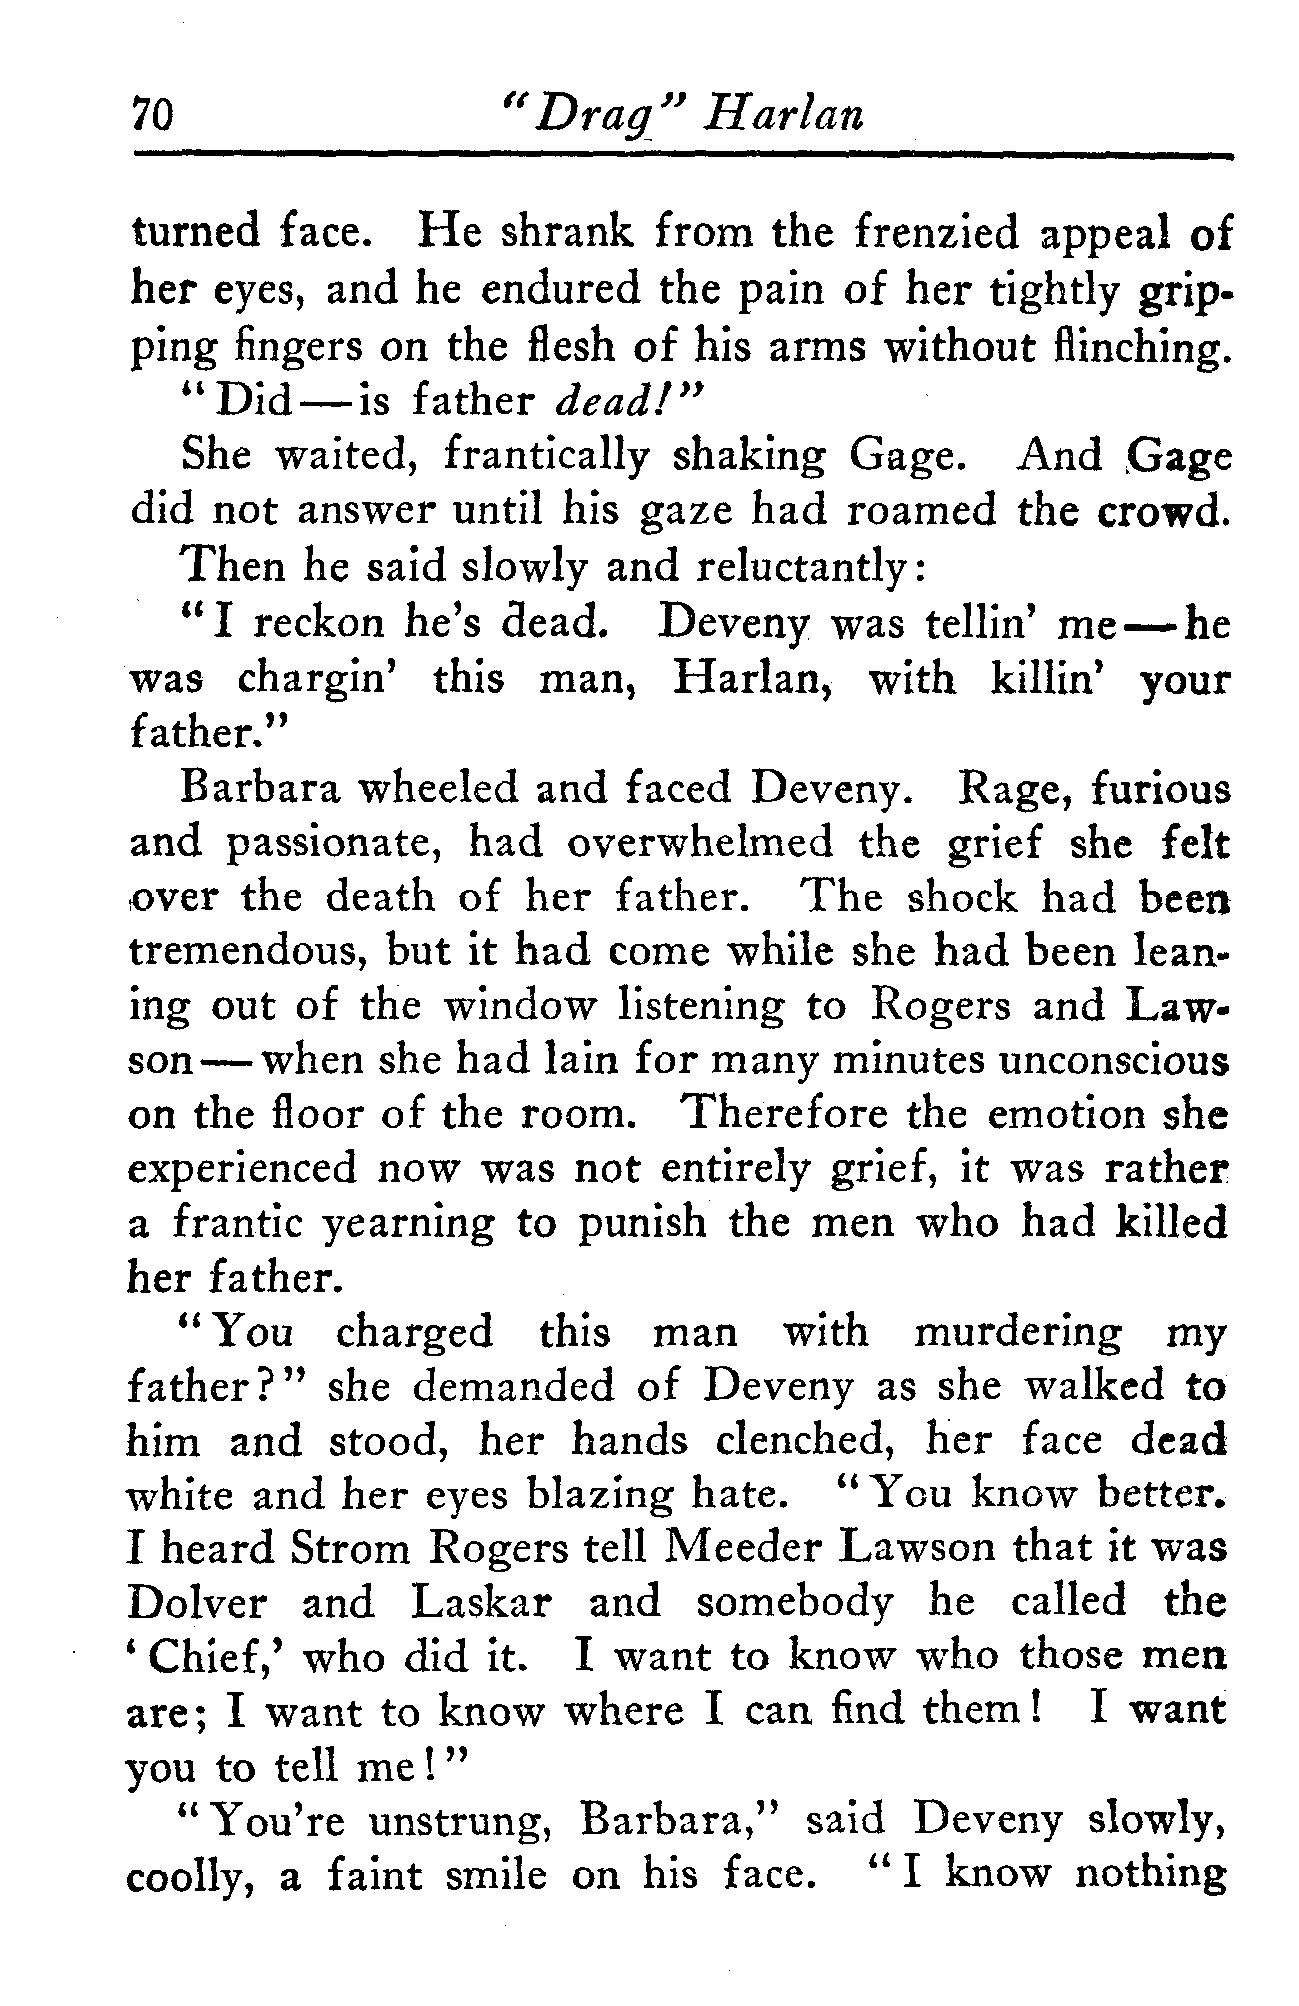 70 "Drag" Harlan
turned face. He shrank from the frenzied appeal of
her eyes, and he endured the pain of her tightly grip-
ping fingers on the flesh of his arms without flinching.
"Did—is father dead!"
She waited, frantically shaking Gage. And Gage
did not answer until his gaze had roamed the crowd.
Then he said slowly and reluctantly:
"I reckon he's dead. Deveny was tellin' me—he
was chargin' this man, Harlan, with killin' your
father."
Barbara wheeled and faced Deveny. Rage, furious
and passionate, had overwhelmed the grief she felt
over the death of her father. The shock had been
tremendous, but it had come while she had been lean-
ing out of the window listening to Rogers and Law-
son—when she had lain for many minutes unconscious
on the floor of the room. Therefore the emotion she
experienced now was not entirely grief, it was rather
a frantic yearning to punish the men who had killed
her father.
"You charged this man with murdering my
father?" she demanded of Deveny as she walked to
him and stood, her hands clenched, her face dead
white and her eyes blazing hate. "You know better.
I heard Strom Rogers tell Meeder Lawson that it was
Dolver and Laskar and somebody he called the
'Chief,' who did it. I want to know who those men
are; I want to know where I can find them! I want
you to tell me!"
"You're unstrung, Barbara," said Deveny slowly,
coolly, a faint smile on his face. "I know nothing